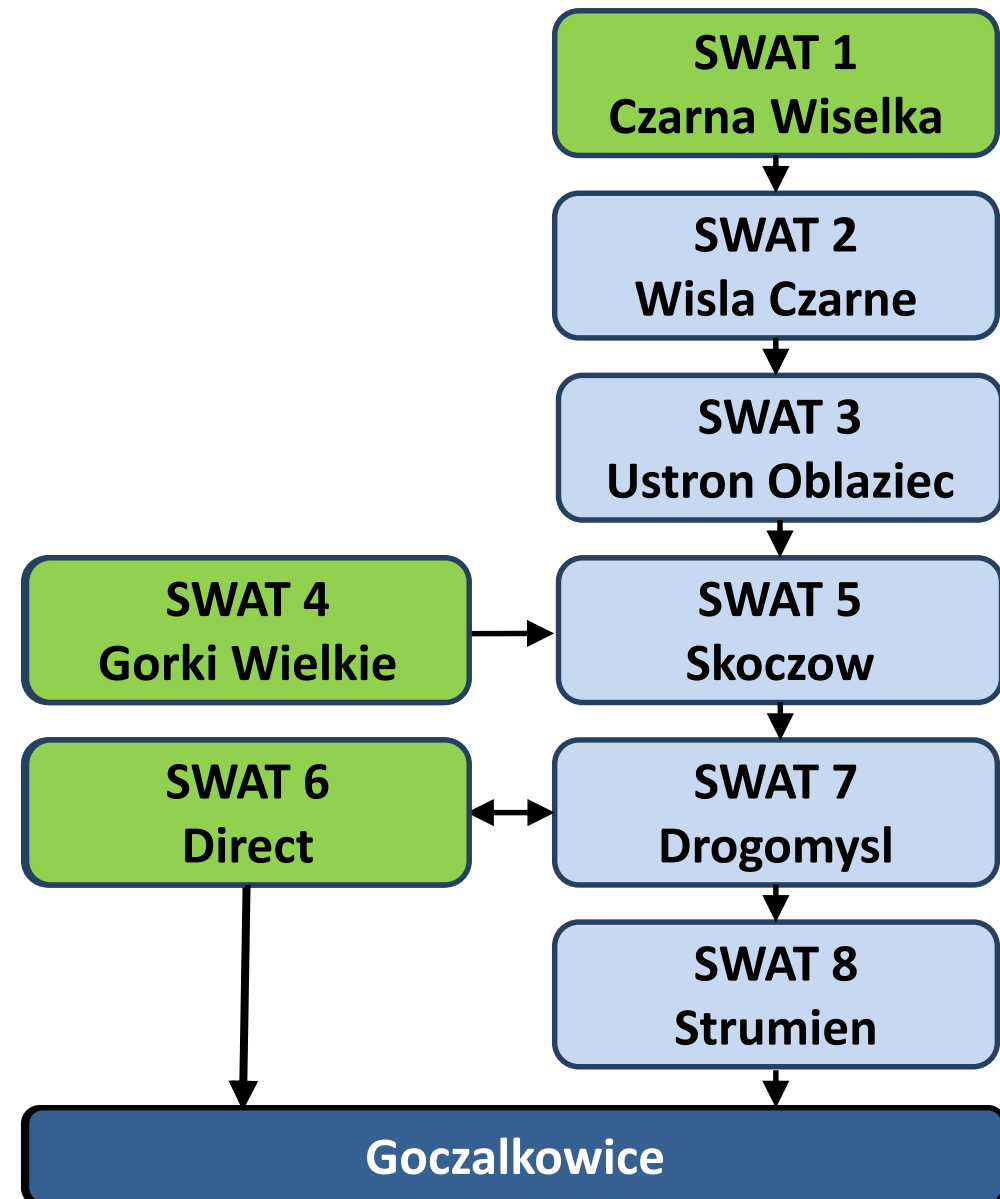 SWAT 1
Czarna Wiselka
SWAT 2
Wisla Czarne
SWAT 3
Ustron Oblaziec
SWAT 4
Gorki Wielkie
SWAT 5
Skoczow
SWAT 6
Direct
SWAT 7
Drogomysl
SWAT 8
Strumien
Goczalkowice